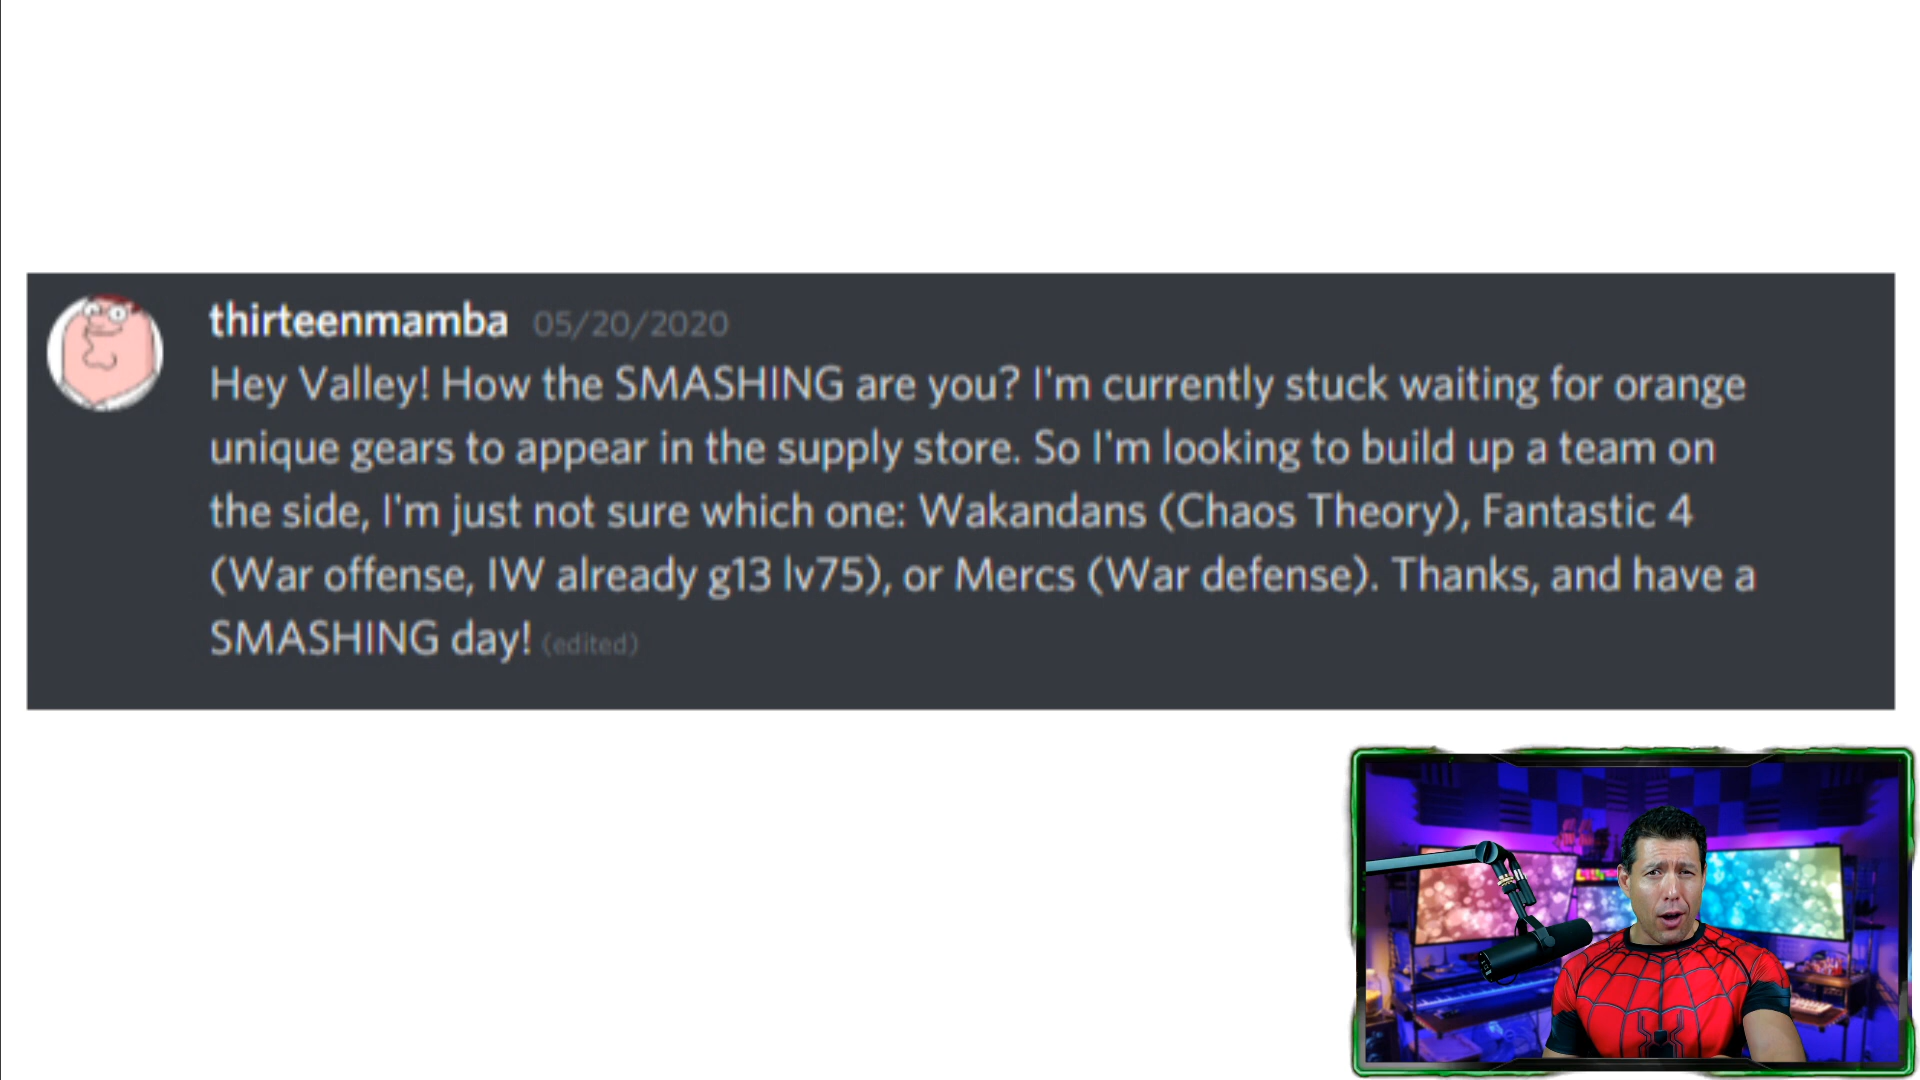 thirteenmamba 05/20/2020
Hey Valley! How the SMASHING are you? I'm currently stuck waiting for orange
unique gears to appear in the supply store. So I'm looking to build up a team on
the side, I'm just not sure which one: Wakandans (Chaos Theory), Fantastic 4
(War offense, IW already g13 lv75), or Mercs (War defense). Thanks, and have a
SMASHING day! (edited)